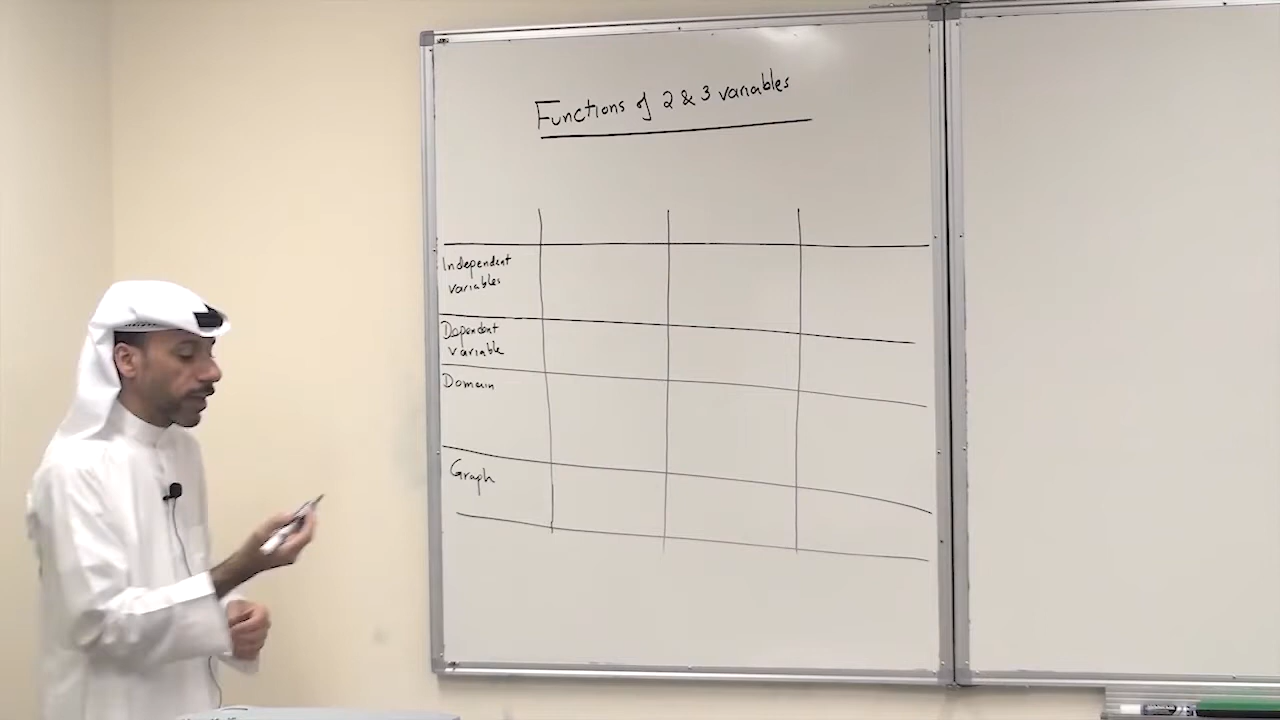 Functions of 2 & 3 variables
Independent
variables
Dependent
variable
Domain
Graph